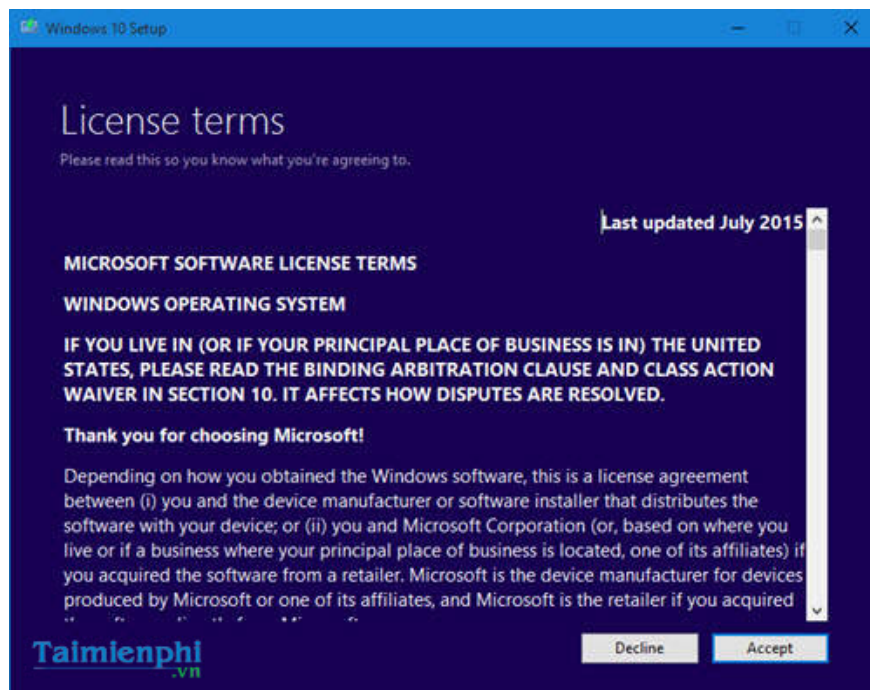 Windows 10 Setup
License terms
Please read this so you know what you're agreeing to.
Last updated July 2015
MICROSOFT SOFTWARE LICENSE TERMS
WINDOWS OPERATING SYSTEM
IF YOU LIVE IN (OR IF YOUR PRINCIPAL PLACE OF BUSINESS IS IN) THE UNITED
STATES, PLEASE READ THE BINDING ARBITRATION CLAUSE AND CLASS ACTION
WAIVER IN SECTION 10. IT AFFECTS HOW DISPUTES ARE RESOLVED.
Thank you for choosing Microsoft!
Depending on how you obtained the Windows software, this is a license agreement
between (i) you and the device manufacturer or software installer that distributes the
software with your device; or (ii) you and Microsoft Corporation (or, based on where you
live or if a business where your principal place of business is located, one of its affiliates) if
you acquired the software from a retailer. Microsoft is the device manufacturer for devices
produced by Microsoft or one of its affiliates, and Microsoft is the retailer if you acquired
Decline
Accept
Taimienphi
.vn